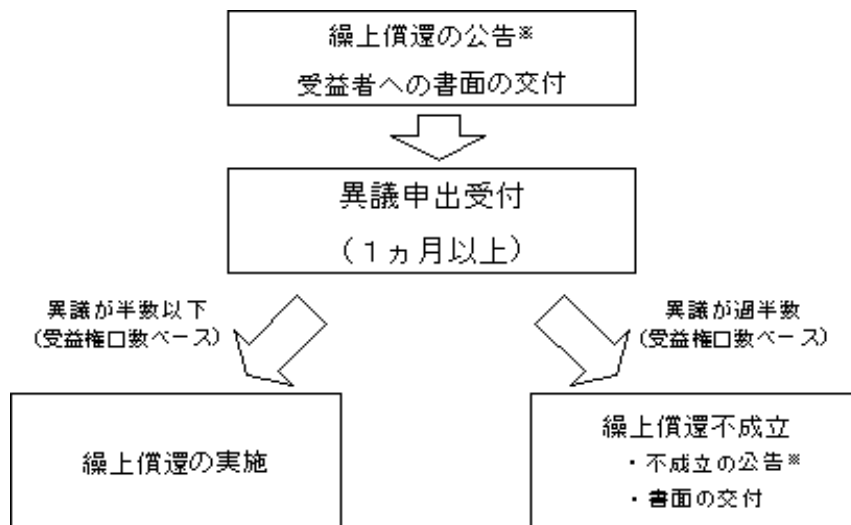 繰上償還の公告※
受益者への書面の交付
異議申出受付
（１ヵ月以上）
異議が半数以下
（受益権口数ベース）
異議が過半数
（受益権口数ベース）
繰上償還の実施
繰上償還不成立
・不成立の公告※
・書面の交付